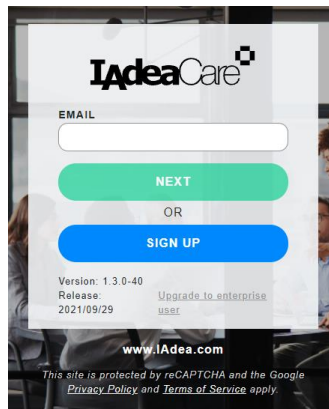 IAdeaCare
EMAIL
NEXT
OR
SIGN UP
Version: 1.3.0-40
Release:
2021/09/29
Upgrade to enterprise
user
www.IAdea.com
This site is protected by reCAPTCHA and the Google
Privacy Policy and Terms of Service apply.